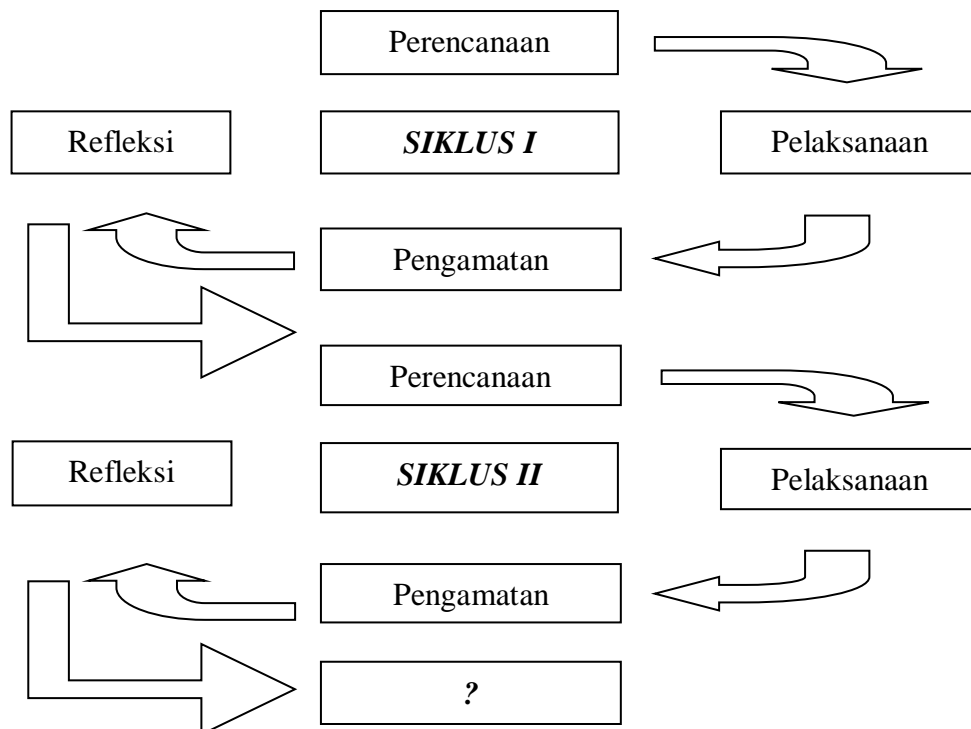 Perencanaan
Refleksi
SIKLUS I
Pelaksanaan
Pengamatan
Perencanaan
Refleksi
SIKLUS II
Pelaksanaan
Pengamatan
?